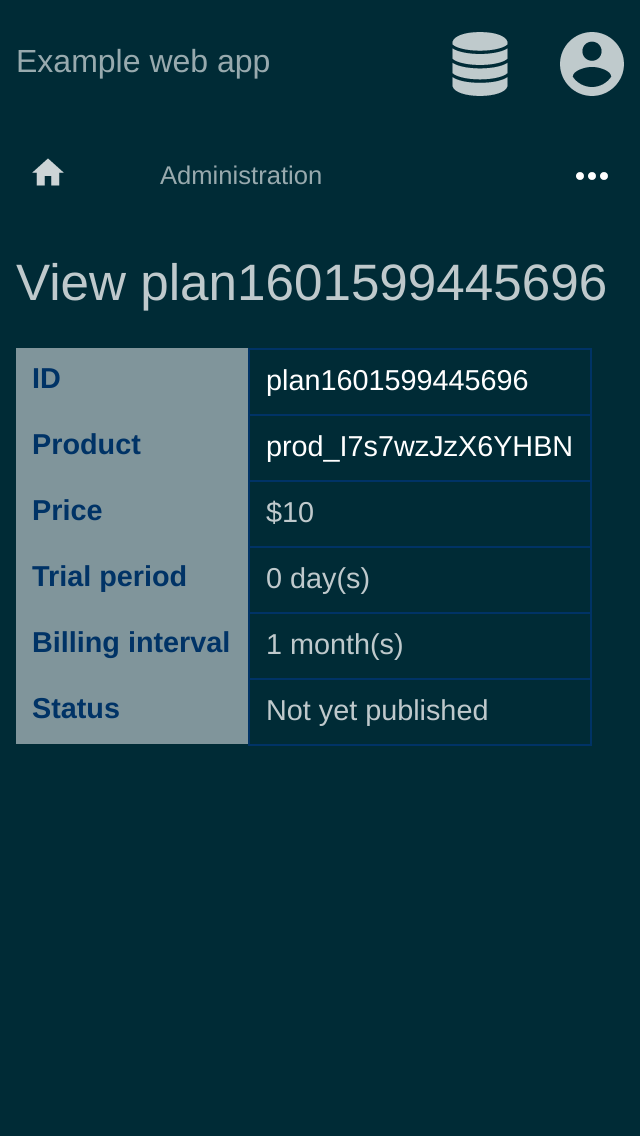 Example web app
Administration
View plan1601599445696
ID plan1601599445696
Product prod_I7s7wzJzX6YHBN
Price $10
Trial period 0 day(s)
Billing interval 1 month(s)
Status Not yet published